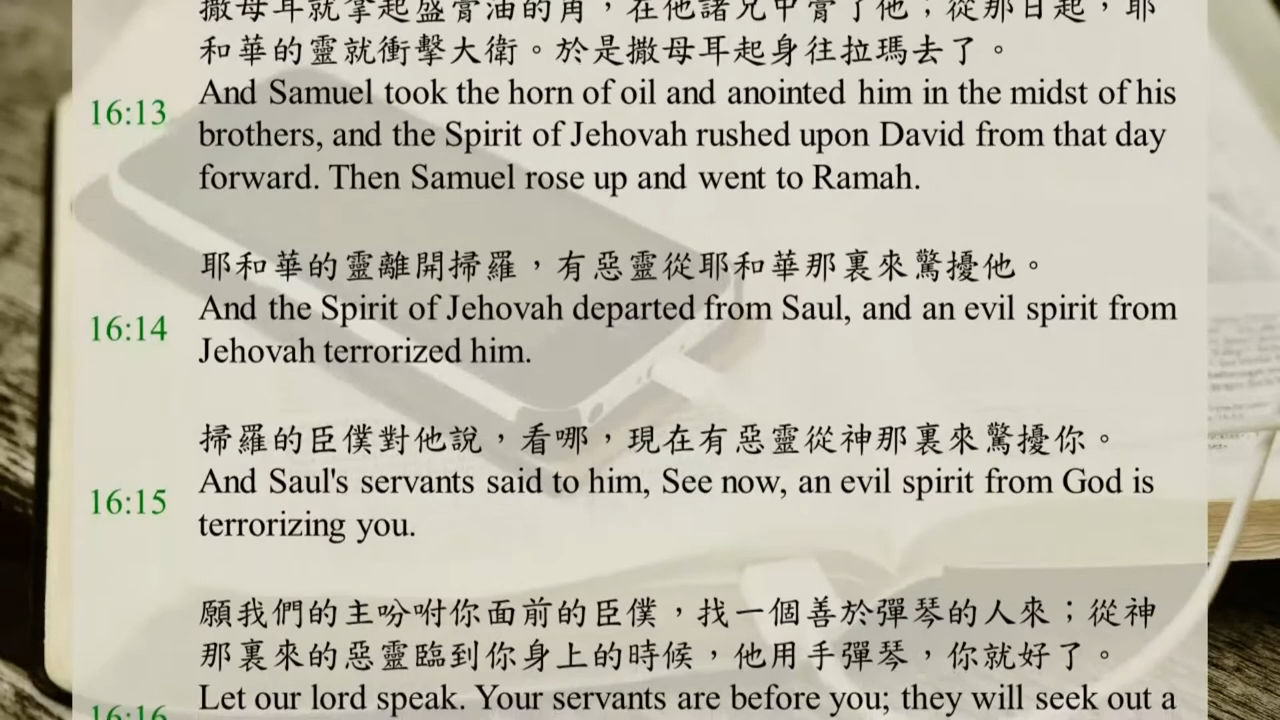 撒母耳就拿起盛膏油的角，在他諸兄中膏了他；從那日起，耶
和華的靈就衝擊大衛。於是撒母耳起身往拉瑪去了。
16:13
And Samuel took the horn of oil and anointed him in the midst of his
brothers, and the Spirit of Jehovah rushed upon David from that day
forward. Then Samuel rose up and went to Ramah.
耶和華的靈離開掃羅，有惡靈從耶和華那裏來驚擾他。
16:14
And the Spirit of Jehovah departed from Saul, and an evil spirit from
Jehovah terrorized him.
掃羅的臣僕對他說，看哪，現在有惡靈從神那裏來驚擾你。
16:15
And Saul's servants said to him, See now, an evil spirit from God is
terrorizing you.
願我們的主吩咐你面前的臣僕，找一個善於彈琴的人來；從神
那裏來的惡靈臨到你身上的時候，他用手彈琴，你就好了。
16:16
Let our lord speak. Your servants are before you; they will seek out a